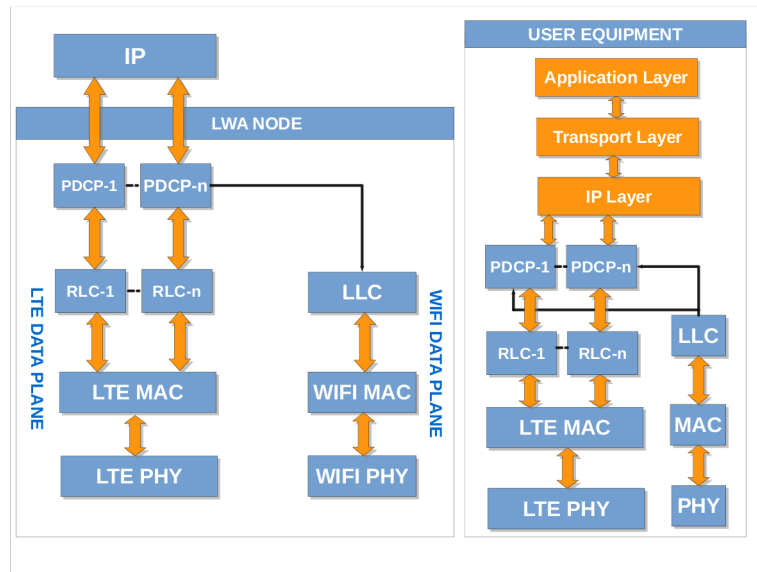 IP
LWA NODE
PDCP-1
PDCP-n
RLC-1
RLC-n
LLC
LTE DATA PLANE
WIFI DATA PLANE
LTE MAC
WIFI MAC
LTE PHY
WIFI PHY
USER EQUIPMENT
Application Layer
Transport Layer
IP Layer
PDCP-1
PDCP-n
RLC-1
RLC-n
LLC
LTE MAC
MAC
LTE PHY
PHY